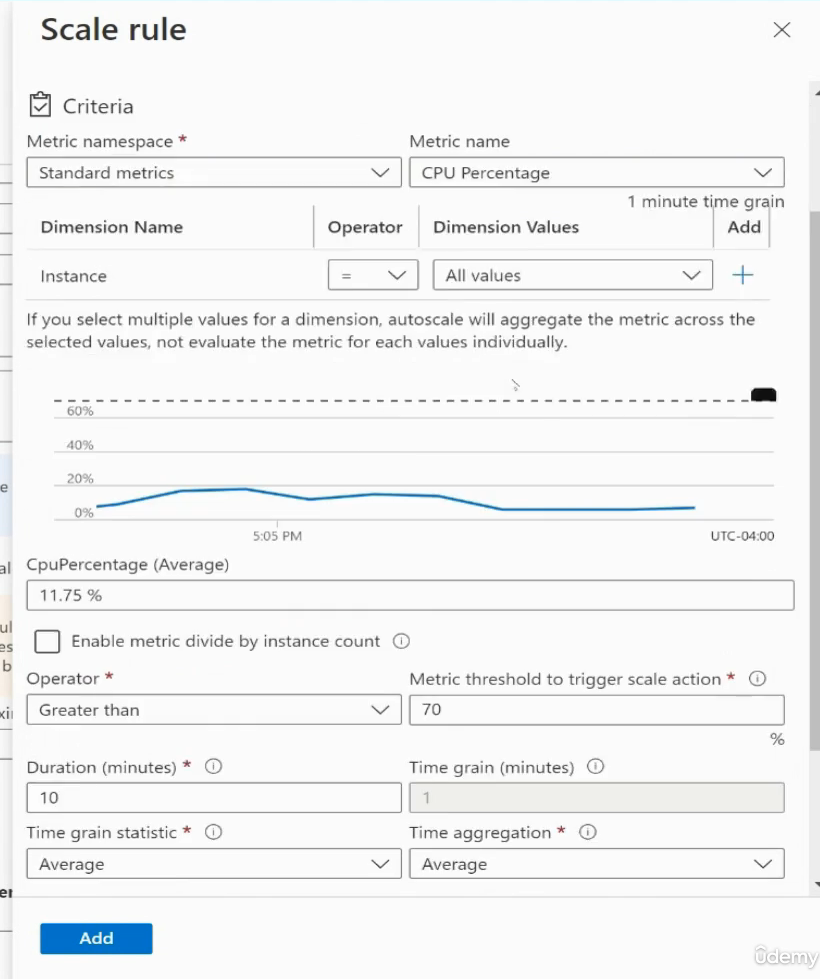 Scale rule
Criteria
Metric namespace * Metric name
Standard metrics CPU Percentage
1 minute time grain
Dimension Name Operator Dimension Values Add
Instance = All values +
If you select multiple values for a dimension, autoscale will aggregate the metric across the
selected values, not evaluate the metric for each values individually.
60%
40%
20%
0%
5:05 PM UTC-04:00
CpuPercentage (Average)
11.75 %
Enable metric divide by instance count
Operator * Metric threshold to trigger scale action *
Greater than 70
%
Duration (minutes) * Time grain (minutes)
10 1
Time grain statistic * Time aggregation *
Average Average
Add
ûdemy